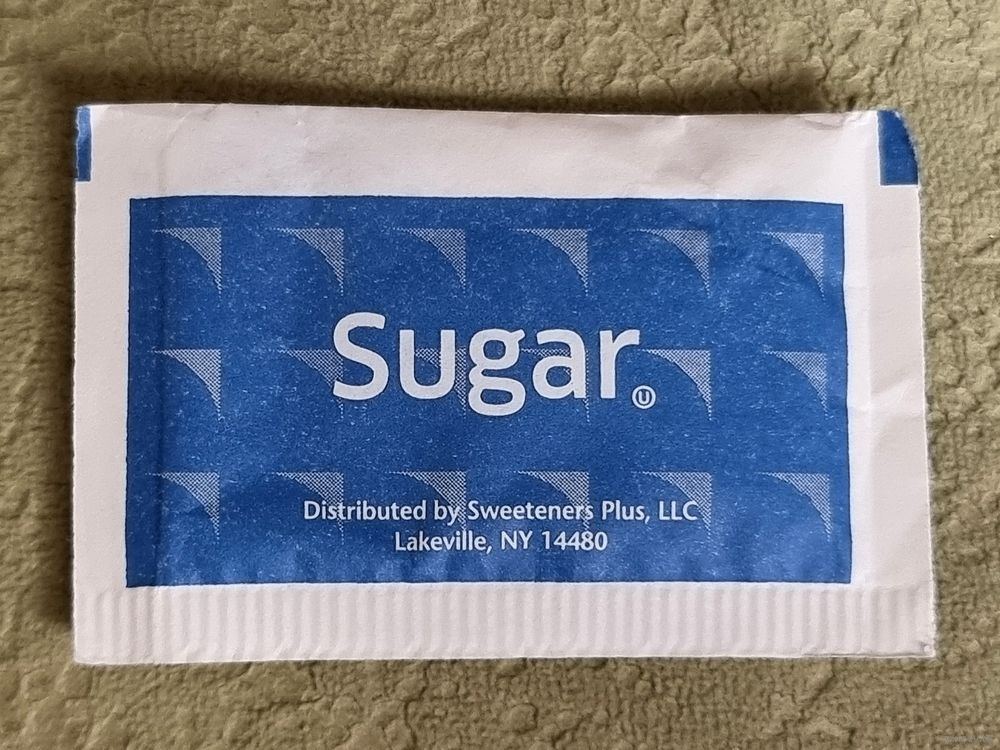 Sugar Ⓤ
Distributed by Sweeteners Plus, LLC
Lakeville, NY 14480